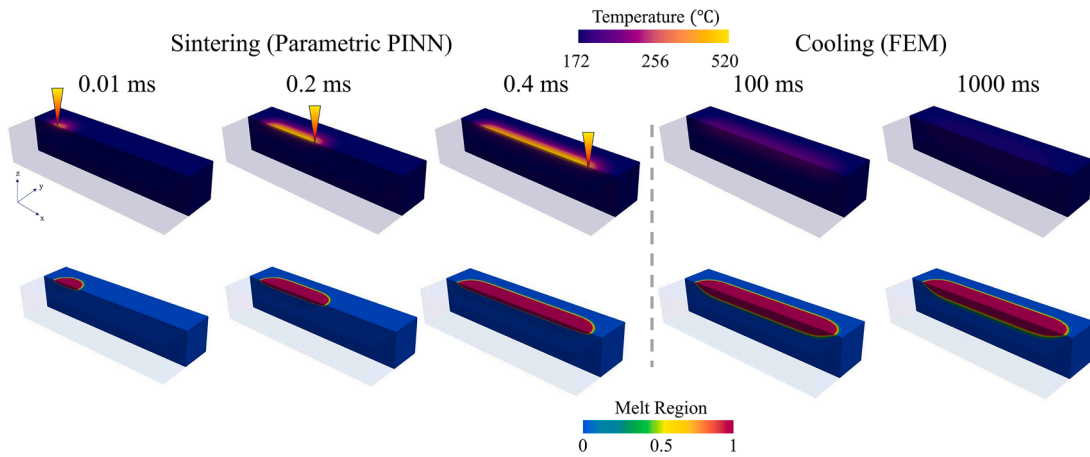 Temperature (℃)
Sintering (Parametric PINN)
Cooling (FEM)
172 256 520
0.01 ms
0.2 ms
0.4 ms
100 ms
1000 ms
z
y
x
Melt Region
0 0.5 1